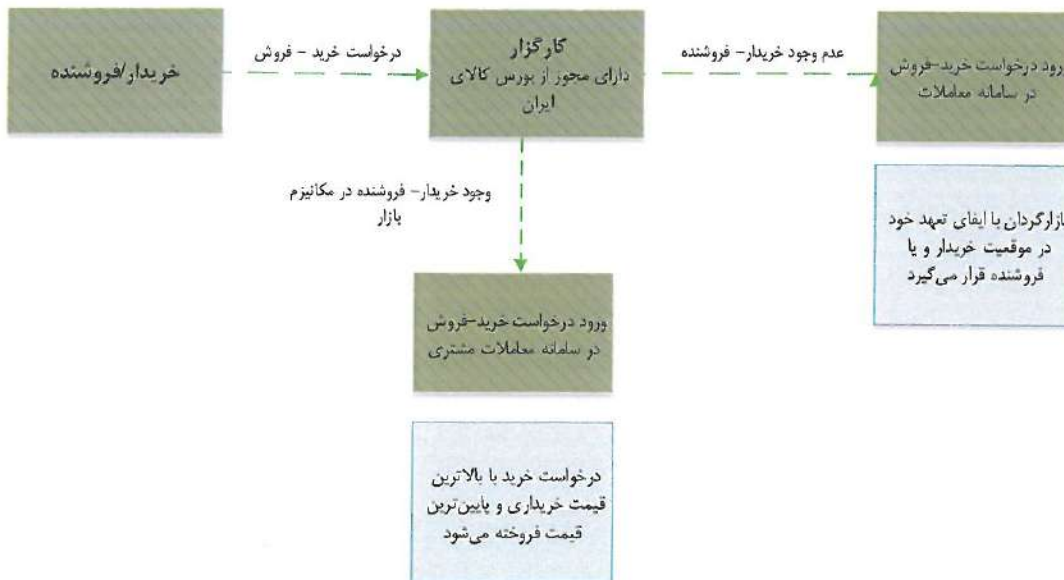 خریدار/فروشنده
درخواست خرید - فروش
کارگزار
دارای مجوز از بورس کالای
ایران
عدم وجود خریدار- فروشنده
ورود درخواست خرید-فروش
در سامانه معاملات
بازارگردان با ایفای تعهد خود
در موقعیت خریدار و یا
فروشنده قرار می‌گیرد
وجود خریدار- فروشنده در مکانیزم
بازار
ورود درخواست خرید-فروش
در سامانه معاملات مشتری
درخواست خرید با بالاترین
قیمت خریداری و پایین‌ترین
قیمت فروخته می‌شود